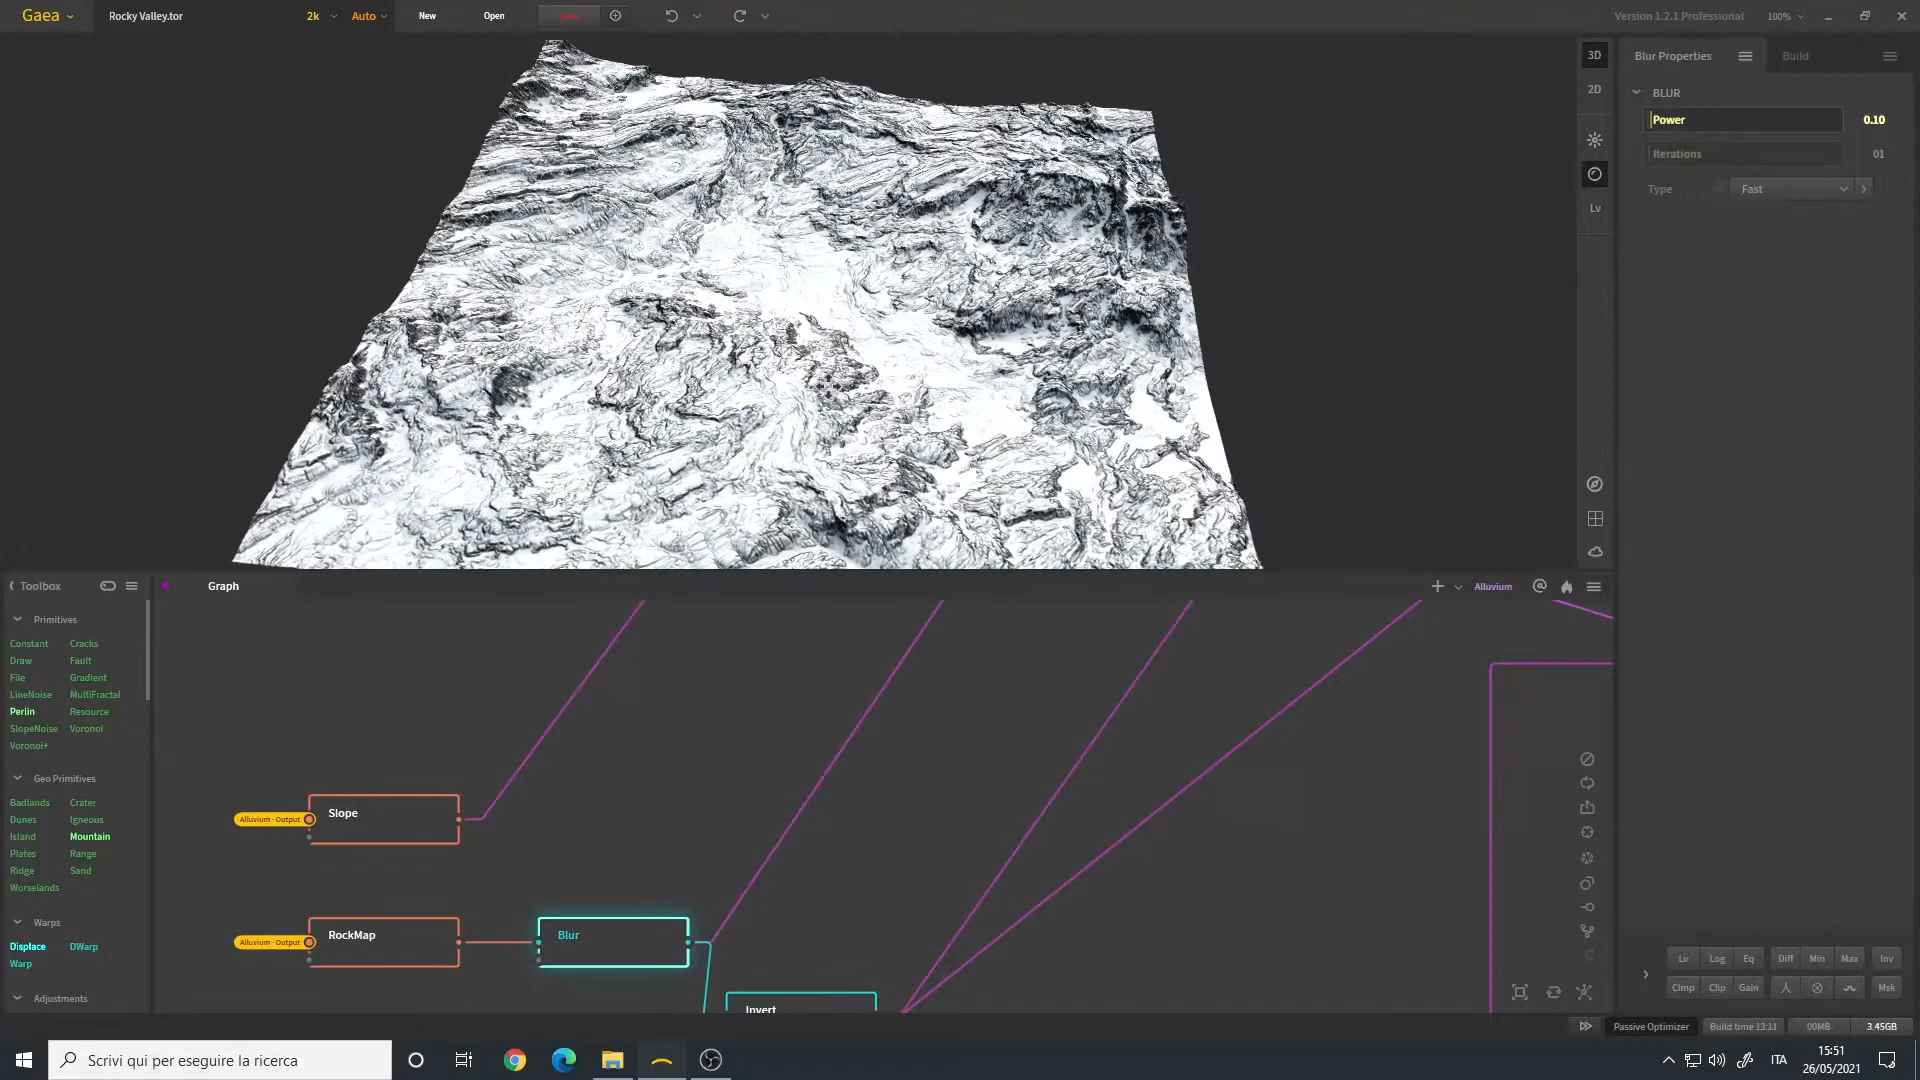 Gaea
Rocky Valley.tor
2k
Auto
New
Open
Save
Version 1.2.1 Professional
100%
3D
2D
Lv
Blur Properties
Build
BLUR
Power
0.10
Iterations
01
Type
Fast
Toolbox
Graph
Alluvium
Primitives
Constant
Cracks
Draw
Fault
File
Gradient
LineNoise
MultiFractal
Perlin
Resource
SlopeNoise
Voronoi
Voronoi+
Geo Primitives
Badlands
Crater
Dunes
Igneous
Island
Mountain
Plates
Range
Ridge
Sand
Worselands
Warps
Displace
DWarp
Warp
Adjustments
Alluvium - Output
Slope
Alluvium - Output
RockMap
Blur
Invert
Lv
Log
Eq
Diff
Min
Max
Inv
Clmp
Clip
Gain
Msk
Passive Optimizer
Build time 13:11
00MB
3.45GB
Scrivi qui per eseguire la ricerca
ITA
15:51
26/05/2021